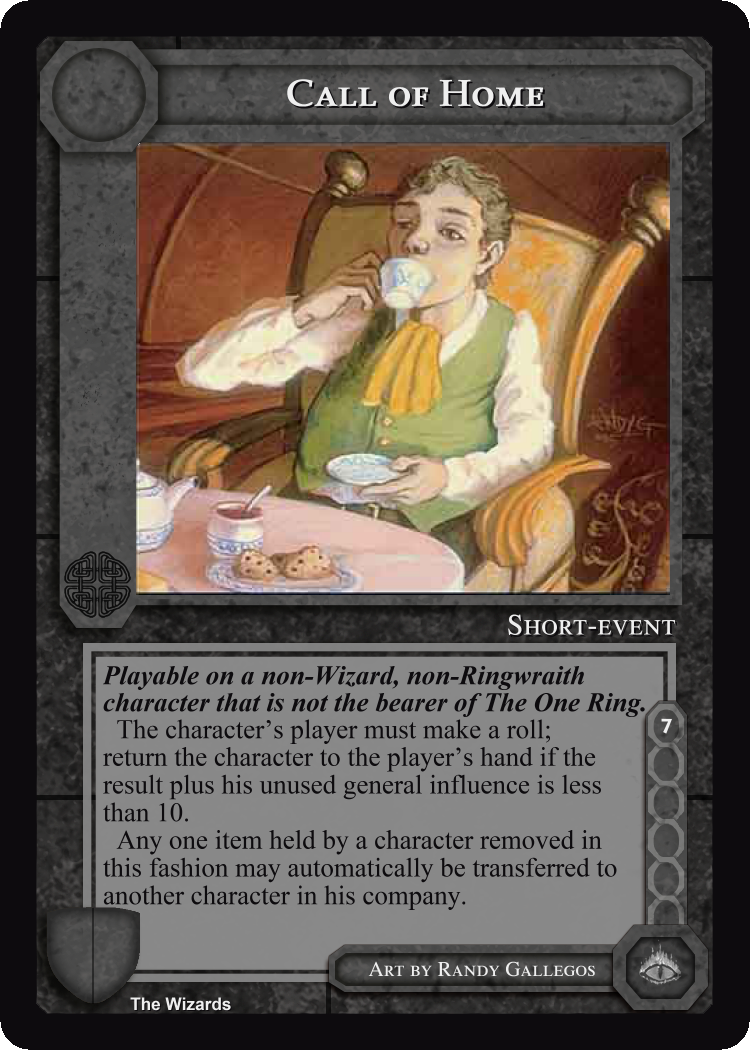 Call of Home
ANDYG
Short-event
Playable on a non-Wizard, non-Ringwraith
character that is not the bearer of The One Ring.
The character's player must make a roll;
return the character to the player's hand if the
result plus his unused general influence is less
than 10.
Any one item held by a character removed in
this fashion may automatically be transferred to
another character in his company.
7
Art by Randy Gallegos
The Wizards